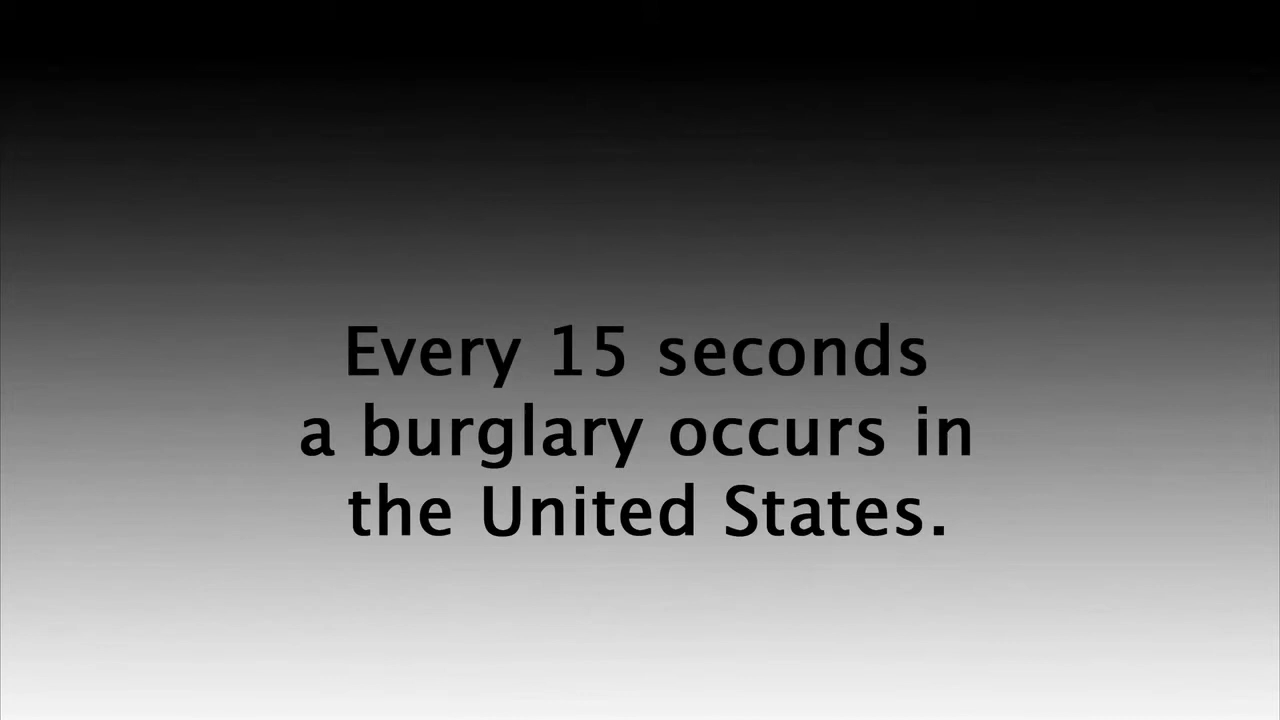 Every 15 seconds
a burglary occurs in
the United States.